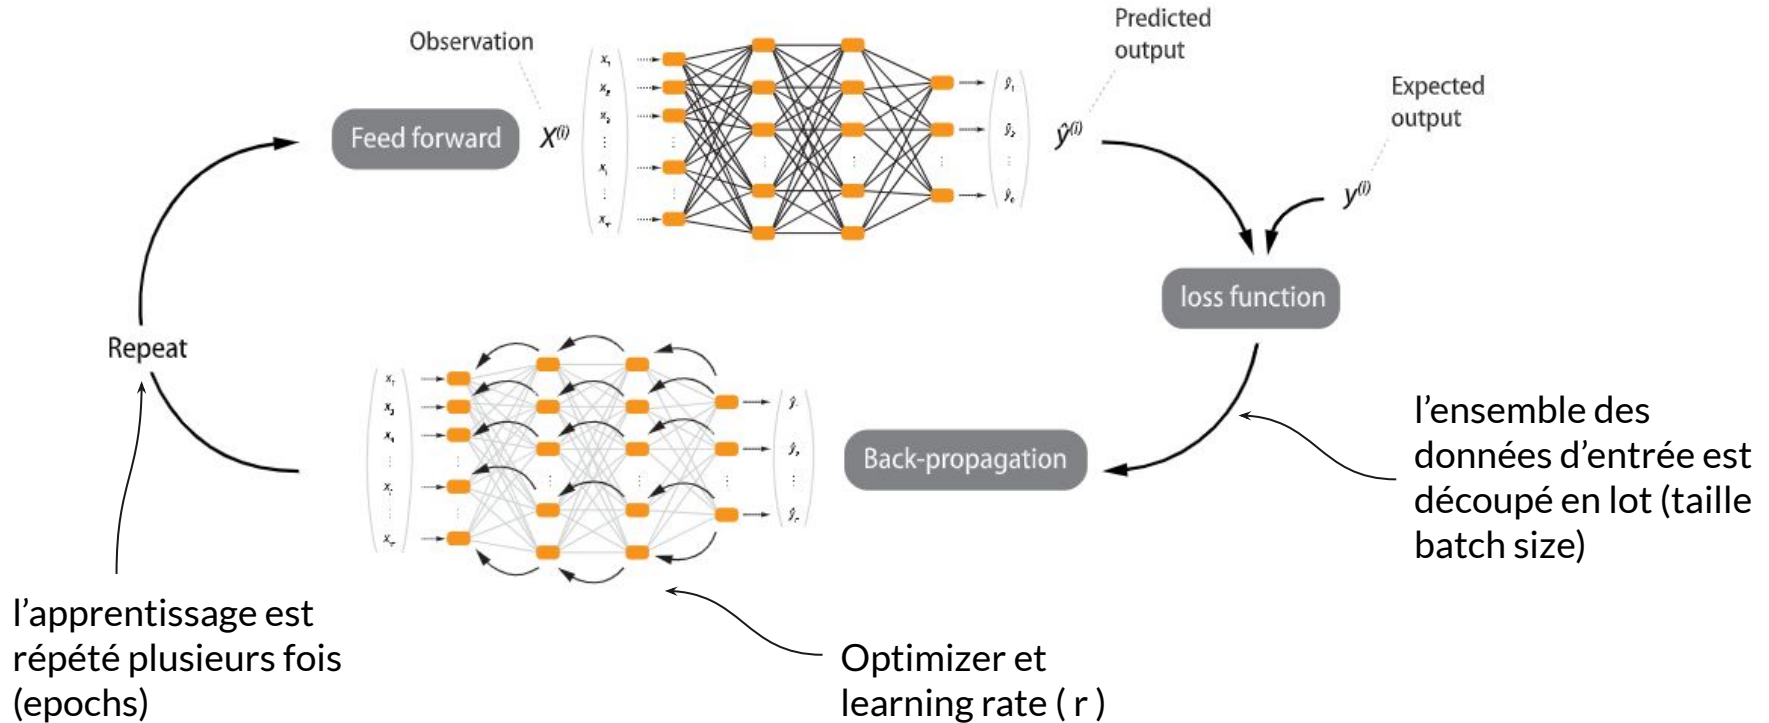 Observation
Predicted
output
Expected
output
Feed forward
X(i)
ŷ(i)
y(i)
loss function
Repeat
Back-propagation
l'ensemble des
données d'entrée est
découpé en lot (taille
batch size)
l'apprentissage est
répété plusieurs fois
(epochs)
Optimizer et
learning rate ( r )